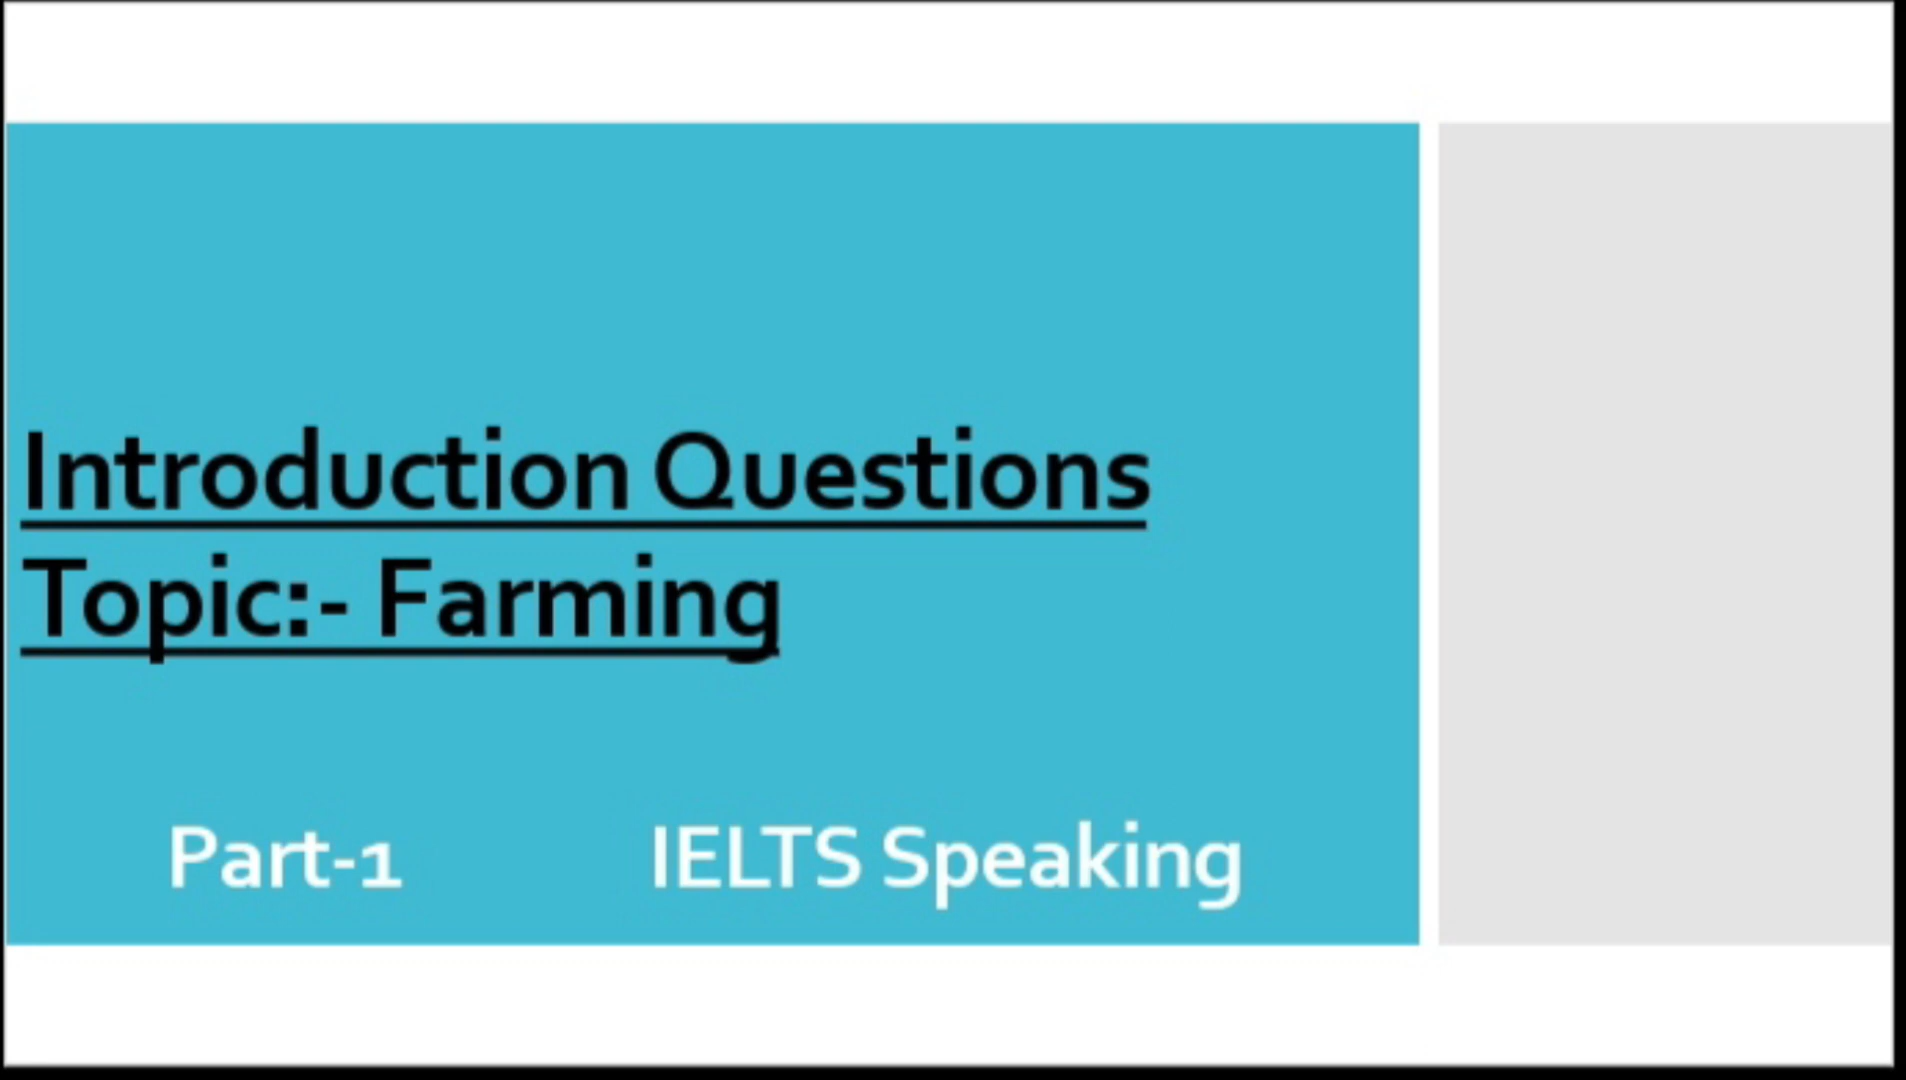 Introduction Questions
Topic:- Farming
Part-1 IELTS Speaking